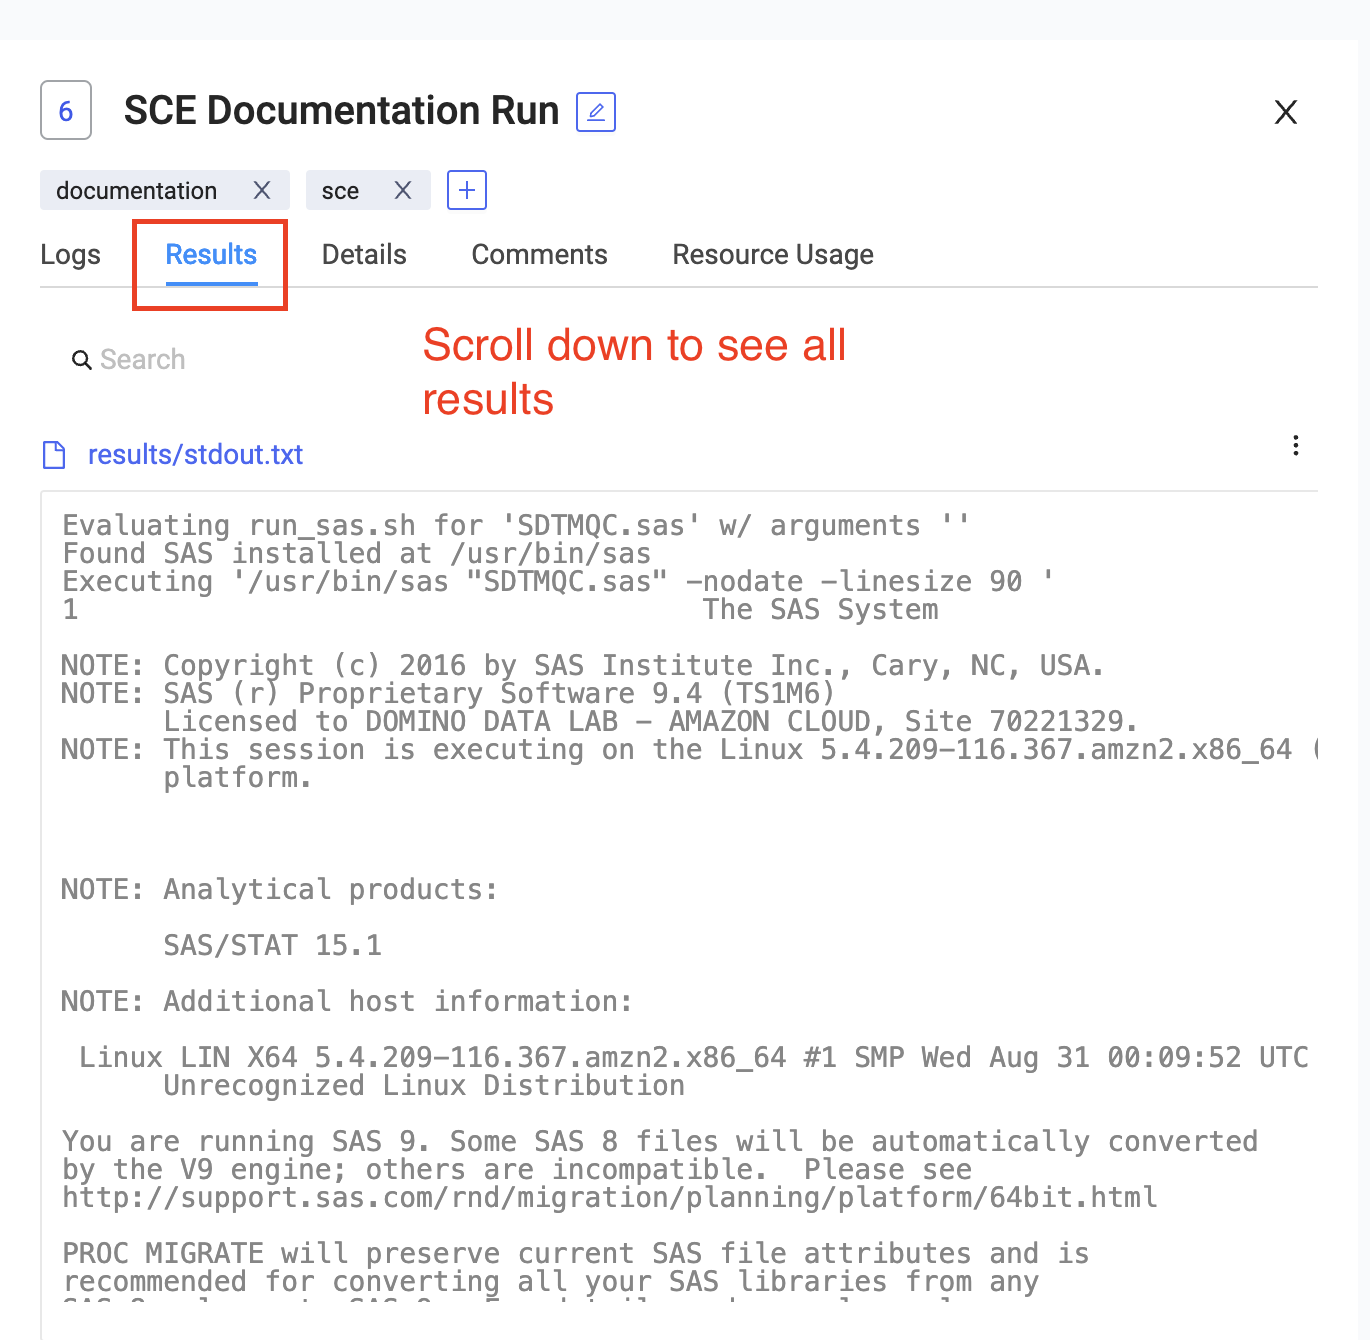 6 SCE Documentation Run X
documentation X sce X +
Logs Results Details Comments Resource Usage
Search
Scroll down to see all
results
results/stdout.txt
Evaluating run_sas.sh for 'SDTMQC.sas' w/ arguments ''
Found SAS installed at /usr/bin/sas
Executing '/usr/bin/sas "SDTMQC.sas" -nodate -linesize 90 '
1 The SAS System
NOTE: Copyright (c) 2016 by SAS Institute Inc., Cary, NC, USA.
NOTE: SAS (r) Proprietary Software 9.4 (TS1M6)
Licensed to DOMINO DATA LAB - AMAZON CLOUD, Site 70221329.
NOTE: This session is executing on the Linux 5.4.209-116.367.amzn2.x86_64 (
platform.
NOTE: Analytical products:
SAS/STAT 15.1
NOTE: Additional host information:
Linux LIN X64 5.4.209-116.367.amzn2.x86_64 #1 SMP Wed Aug 31 00:09:52 UTC
Unrecognized Linux Distribution
You are running SAS 9. Some SAS 8 files will be automatically converted
by the V9 engine; others are incompatible.  Please see
http://support.sas.com/rnd/migration/planning/platform/64bit.html
PROC MIGRATE will preserve current SAS file attributes and is
recommended for converting all your SAS libraries from any